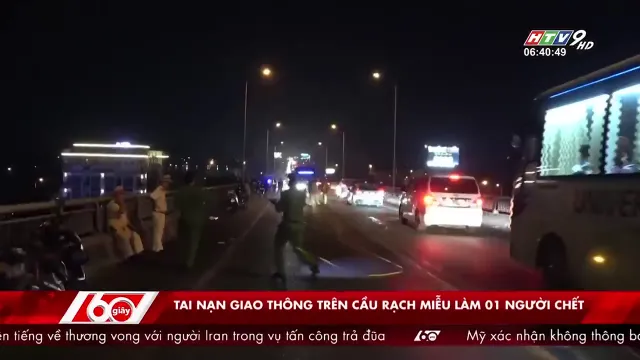 HTV9 HD
06:40:49
UNIVER
60 giây
TAI NẠN GIAO THÔNG TRÊN CẦU RẠCH MIỄU LÀM 01 NGƯỜI CHẾT
ên tiếng về thương vong với người Iran trong vụ tấn công trả đũa 60 Mỹ xác nhận không thông b